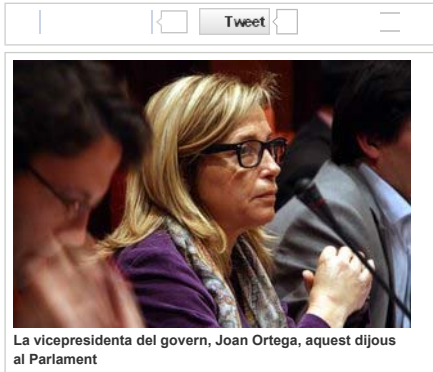 Tweet
La vicepresidenta del govern, Joan Ortega, aquest dijous
al Parlament